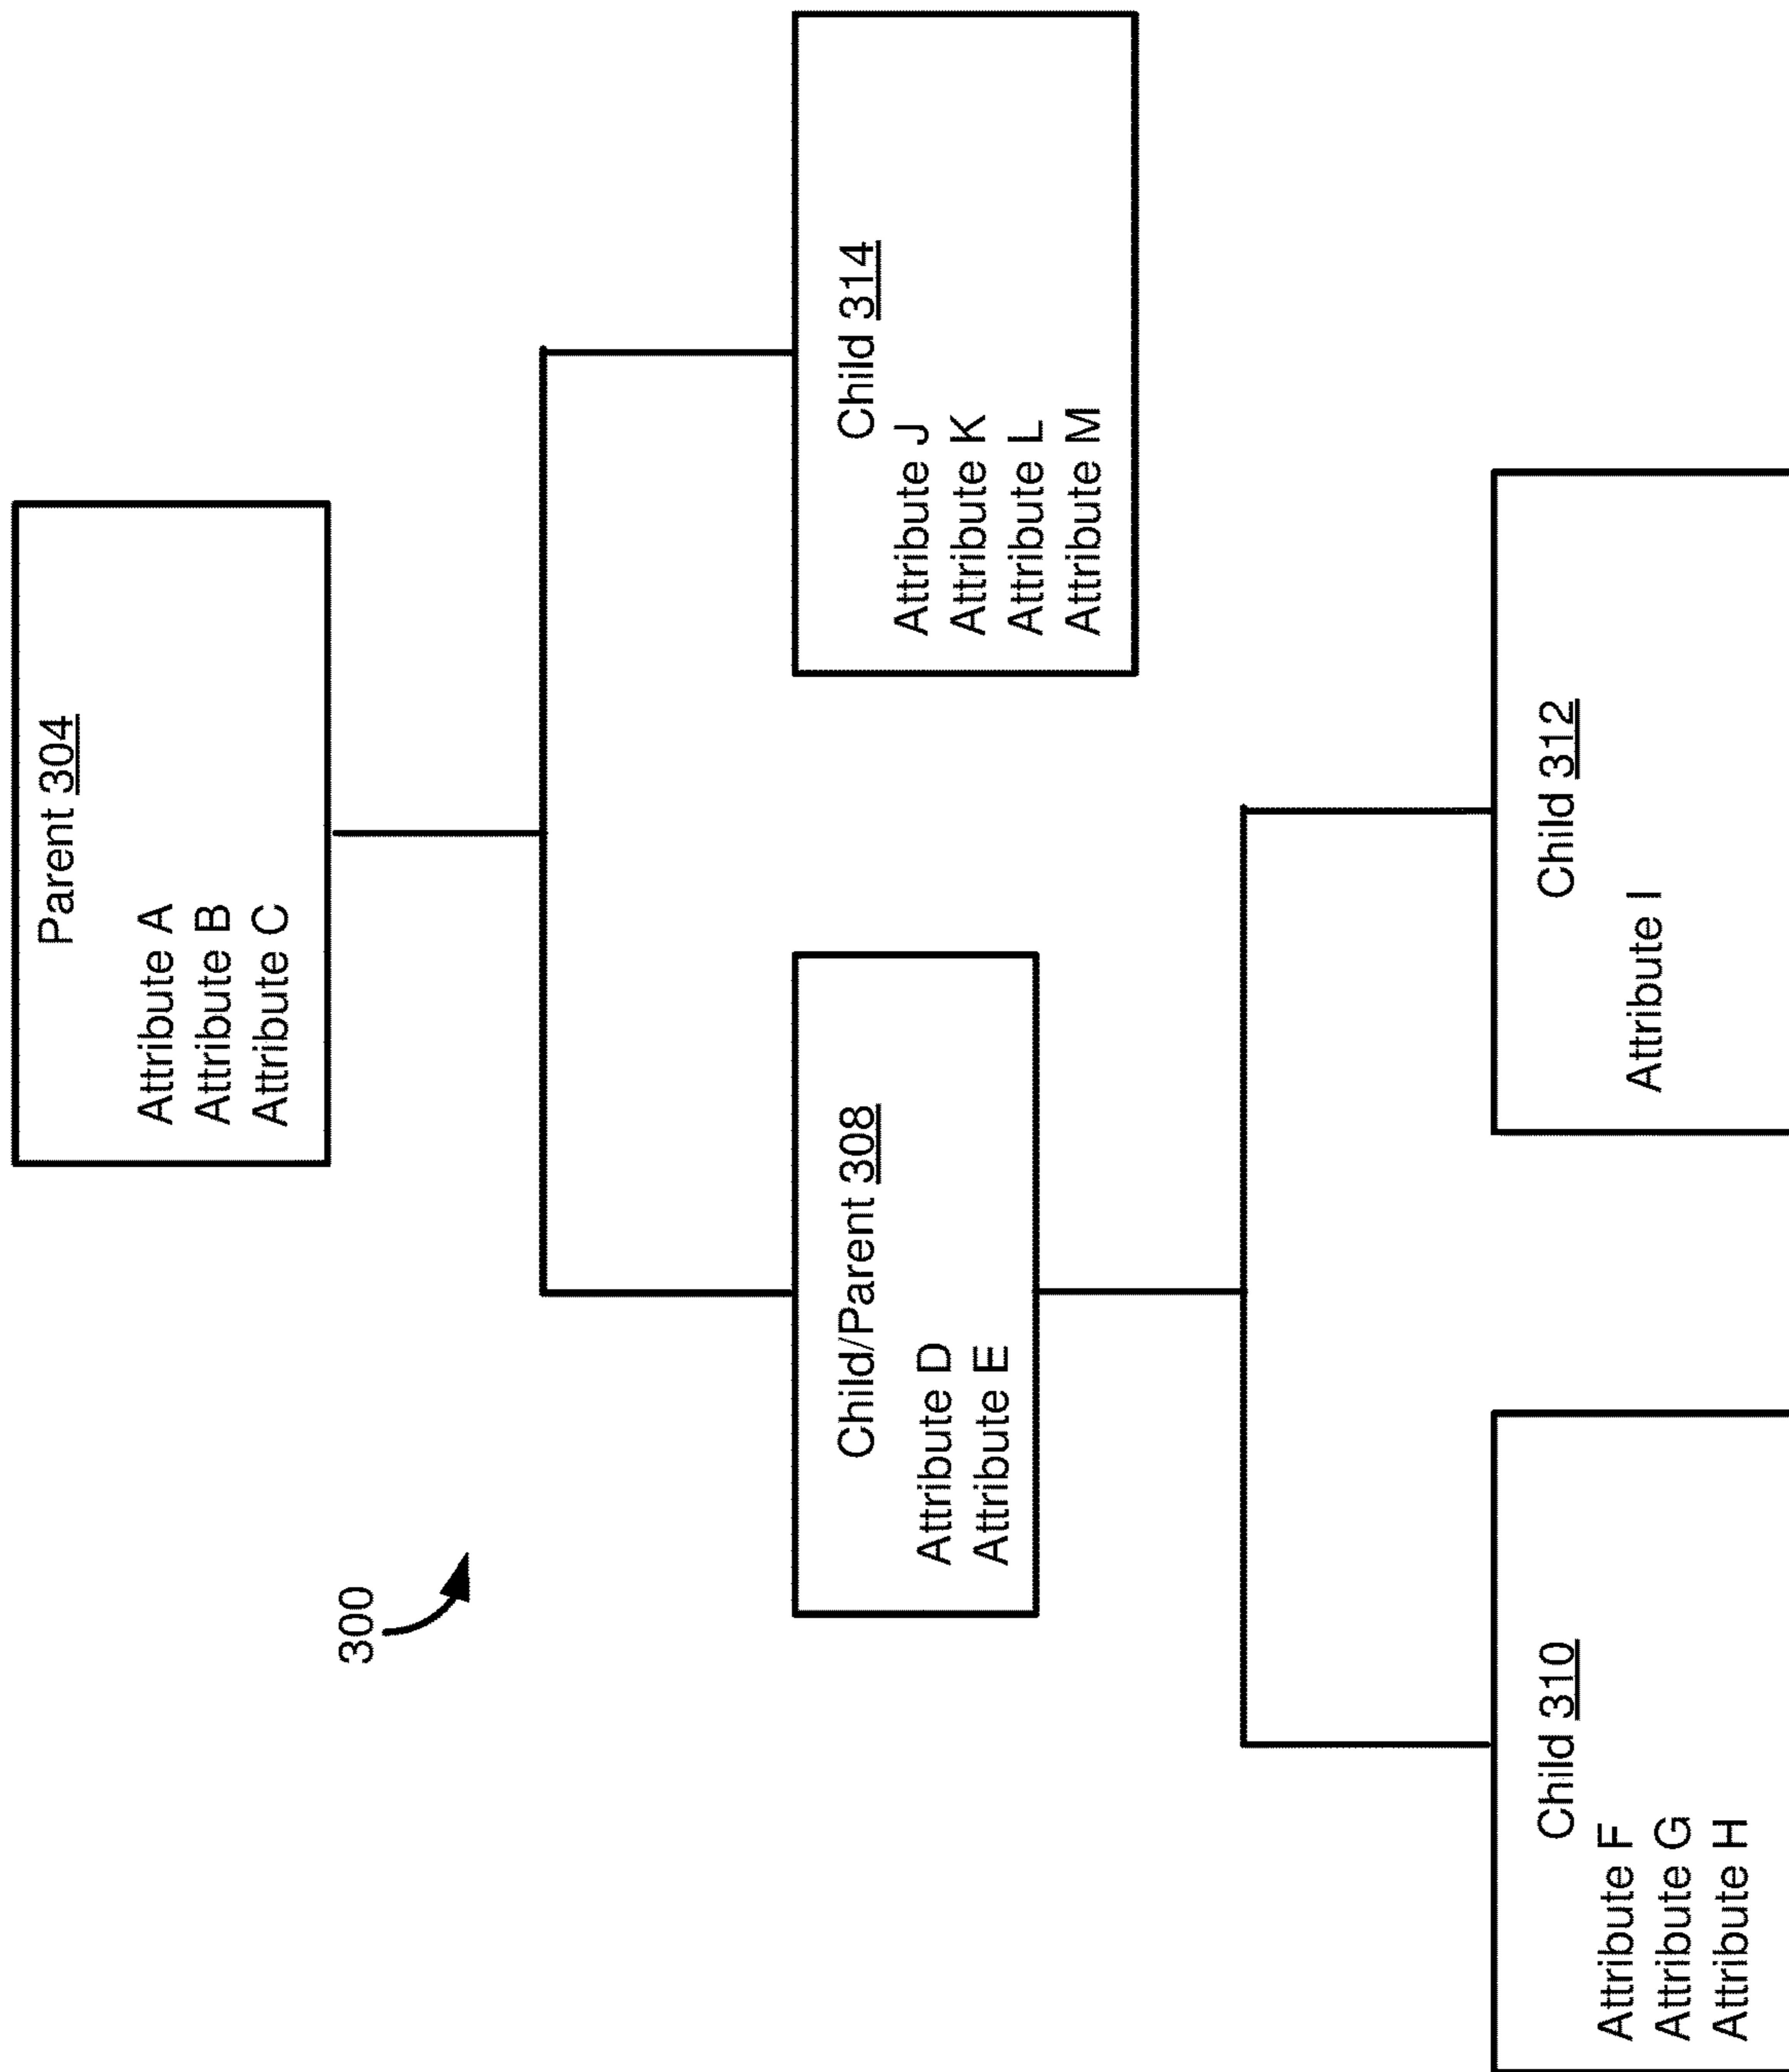 300
Parent 304
Attribute A
Attribute B
Attribute C
Child/Parent 308
Attribute D
Attribute E
Child 314
Attribute J
Attribute K
Attribute L
Attribute M
Child 310
Attribute F
Attribute G
Attribute H
Child 312
Attribute I